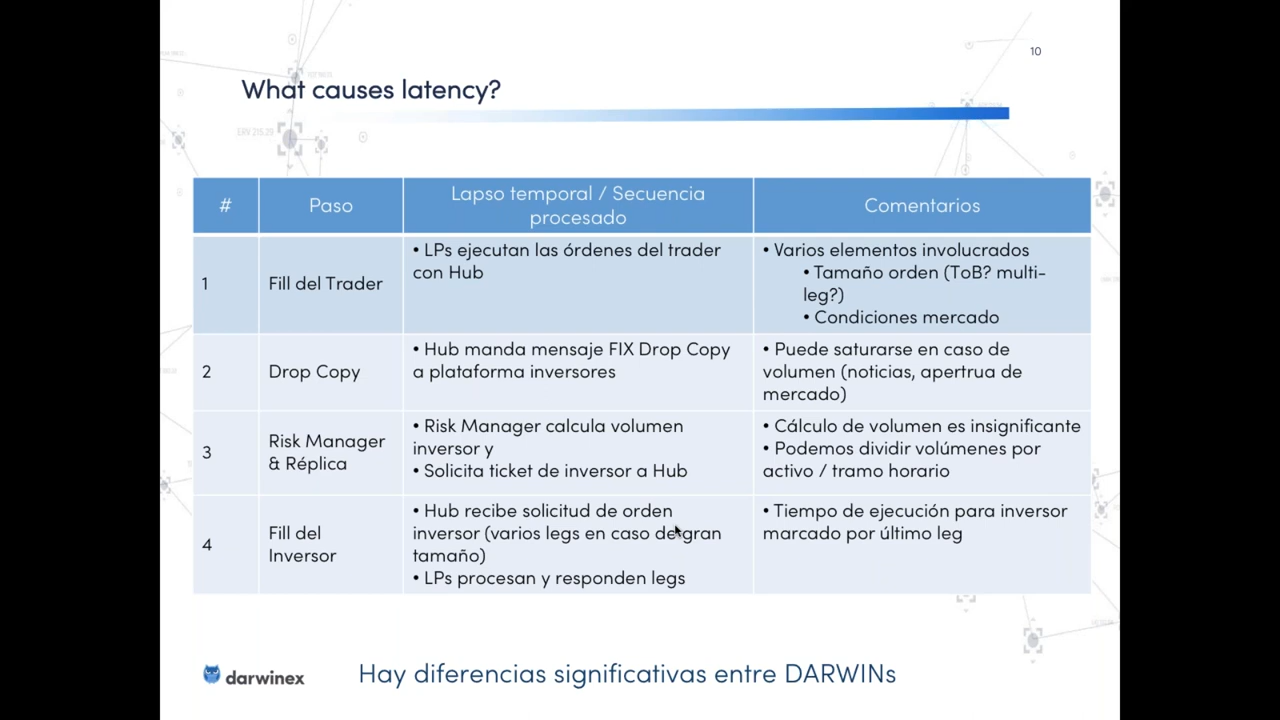 10
What causes latency?
ERV 215.29
#
Paso
Lapso temporal / Secuencia
procesado
Comentarios
1
Fill del Trader
• LPs ejecutan las órdenes del trader
con Hub
• Varios elementos involucrados
• Tamaño orden (ToB? multi-
leg?)
• Condiciones mercado
2
Drop Copy
• Hub manda mensaje FIX Drop Copy
a plataforma inversores
• Puede saturarse en caso de
volumen (noticias, apertrua de
mercado)
3
Risk Manager
& Réplica
• Risk Manager calcula volumen
inversor y
• Solicita ticket de inversor a Hub
• Cálculo de volumen es insignificante
• Podemos dividir volúmenes por
activo / tramo horario
4
Fill del
Inversor
• Hub recibe solicitud de orden
inversor (varios legs en caso de gran
tamaño)
• LPs procesan y responden legs
• Tiempo de ejecución para inversor
marcado por último leg
darwinex
Hay diferencias significativas entre DARWINs